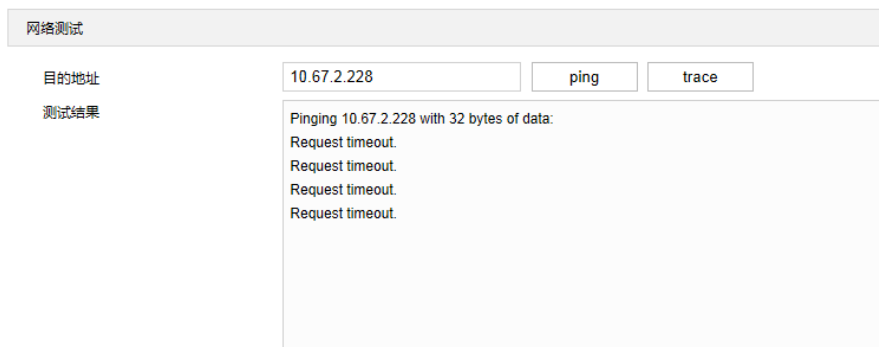 网络测试
目的地址 10.67.2.228 ping trace
测试结果
Pinging 10.67.2.228 with 32 bytes of data:
Request timeout.
Request timeout.
Request timeout.
Request timeout.